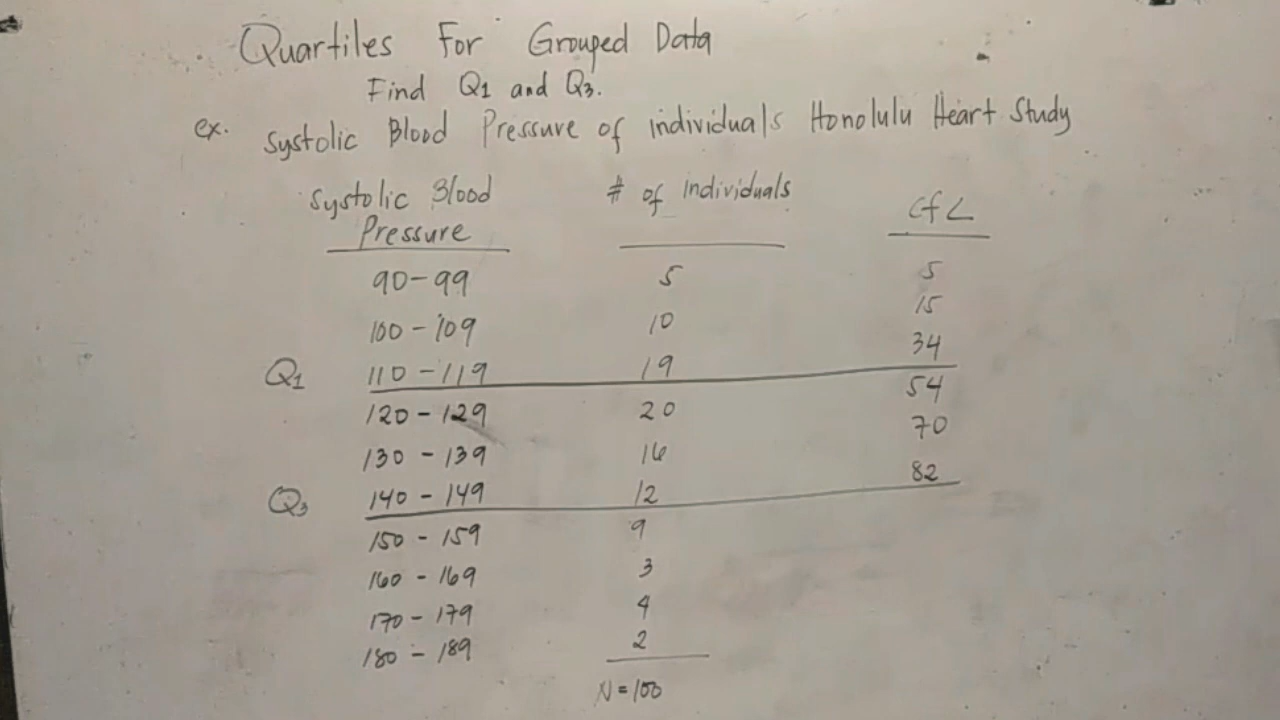 Quartiles For Grouped Data
Find Q1 and Q3.
ex. Systolic Blood Pressure of individuals Honolulu Heart Study
Systolic Blood Pressure # of individuals cf<
90-99 5 5
100-109 10 15
Q1 110-119 19 34
120-129 20 54
130-139 16 70
Q3 140-149 12 82
150-159 9
160-169 3
170-179 4
180-189 2
N=100